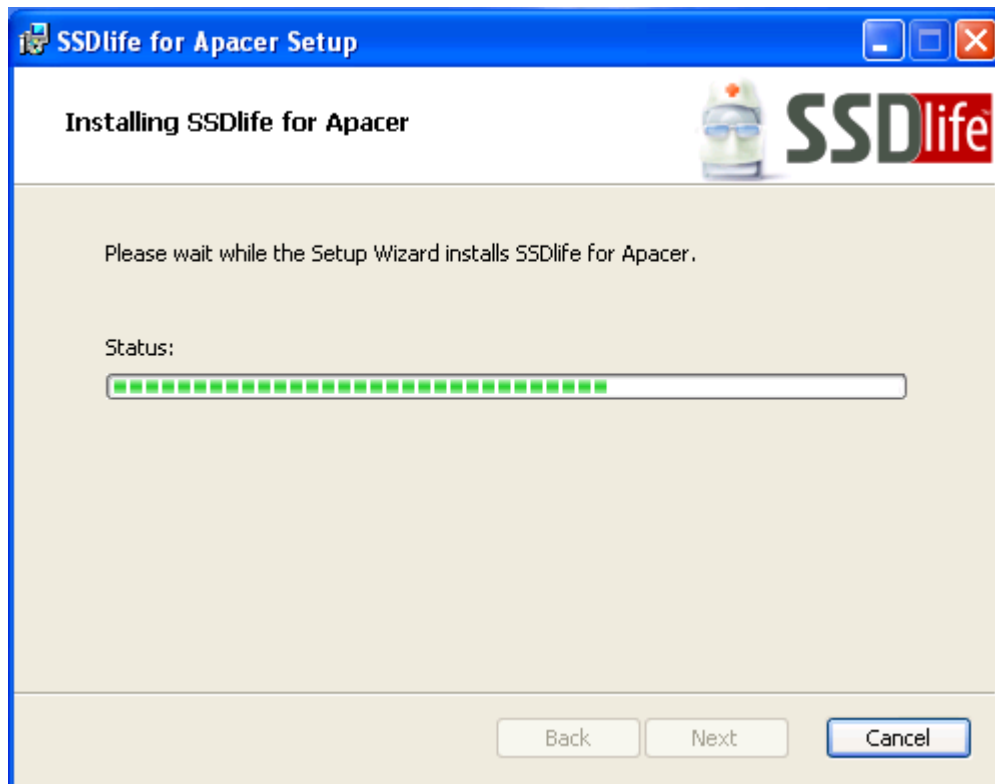 SSDlife for Apacer Setup
Installing SSDlife for Apacer
SSDlife
Please wait while the Setup Wizard installs SSDlife for Apacer.
Status:
Back Next Cancel